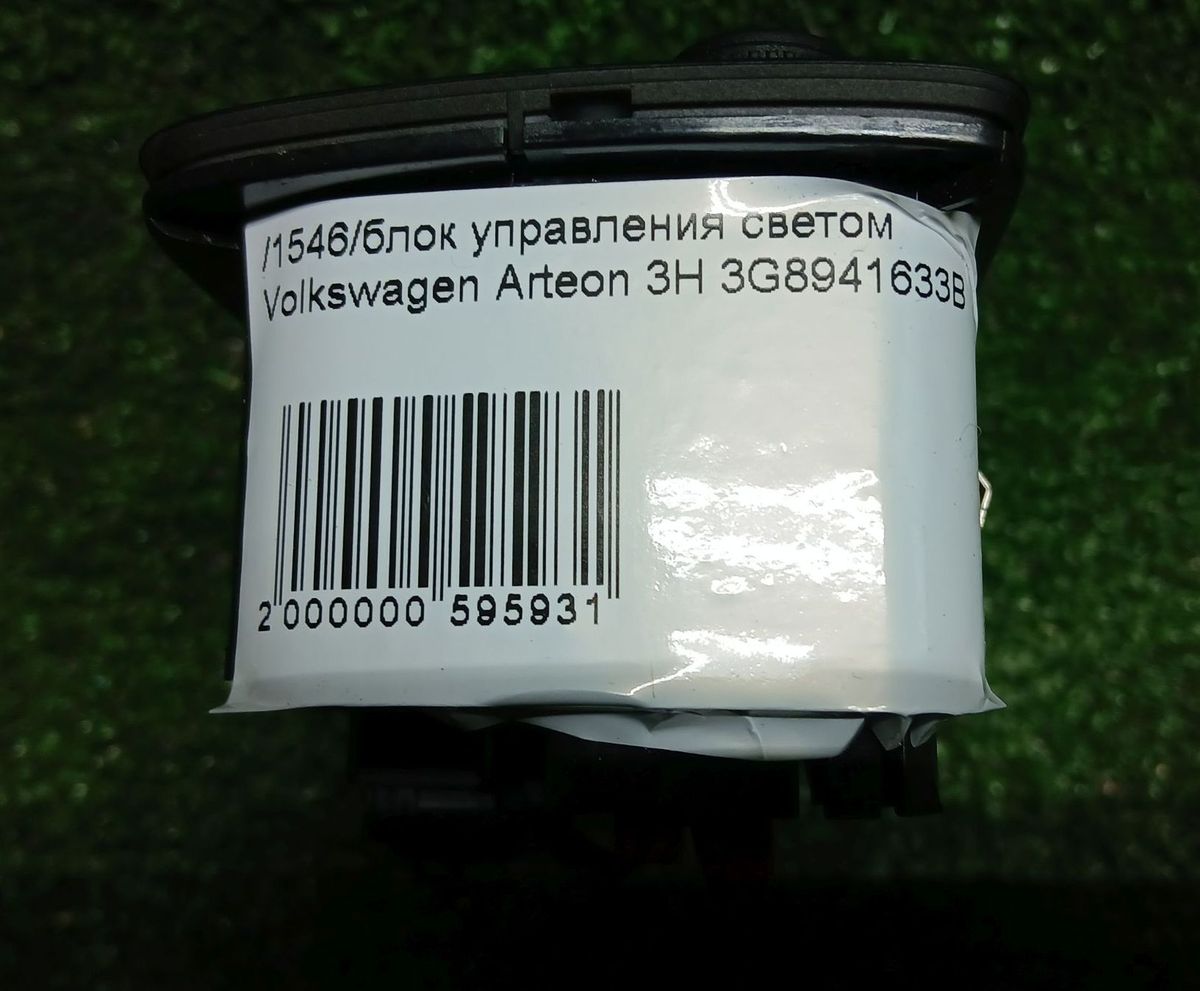 /1546/блок управления светом
Volkswagen Arteon 3H 3G8941633B
2 000000 595931